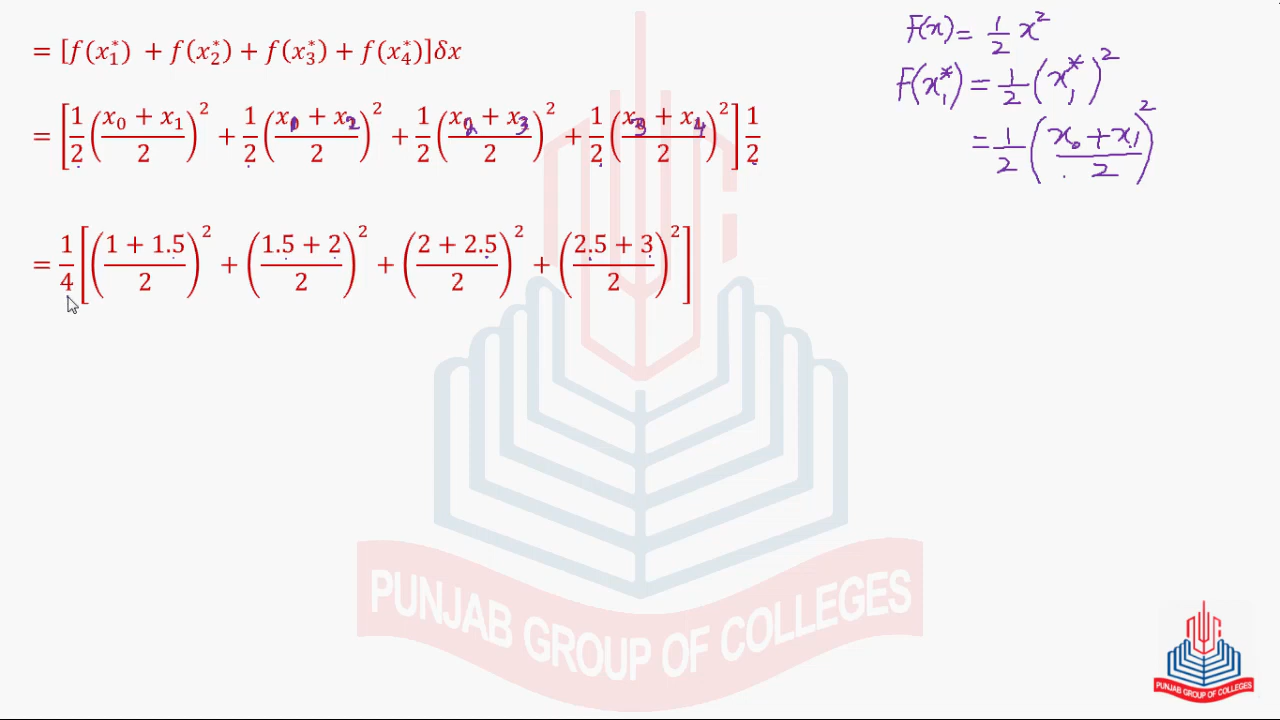 = [f(x₁*) + f(x₂*) + f(x₃*) + f(x₄*)]δx
= [1/2 ((x₀ + x₁)/2)² + 1/2 ((x₁ + x₂)/2)² + 1/2 ((x₂ + x₃)/2)² + 1/2 ((x₃ + x₄)/2)²] 1/2
= 1/4 [((1 + 1.5)/2)² + ((1.5 + 2)/2)² + ((2 + 2.5)/2)² + ((2.5 + 3)/2)²]
F(x) = 1/2 x²
F(x₁*) = 1/2 (x₁*)²
= 1/2 ((x₀ + x₁)/2)²
PUNJAB GROUP OF COLLEGES
PUNJAB GROUP OF COLLEGES